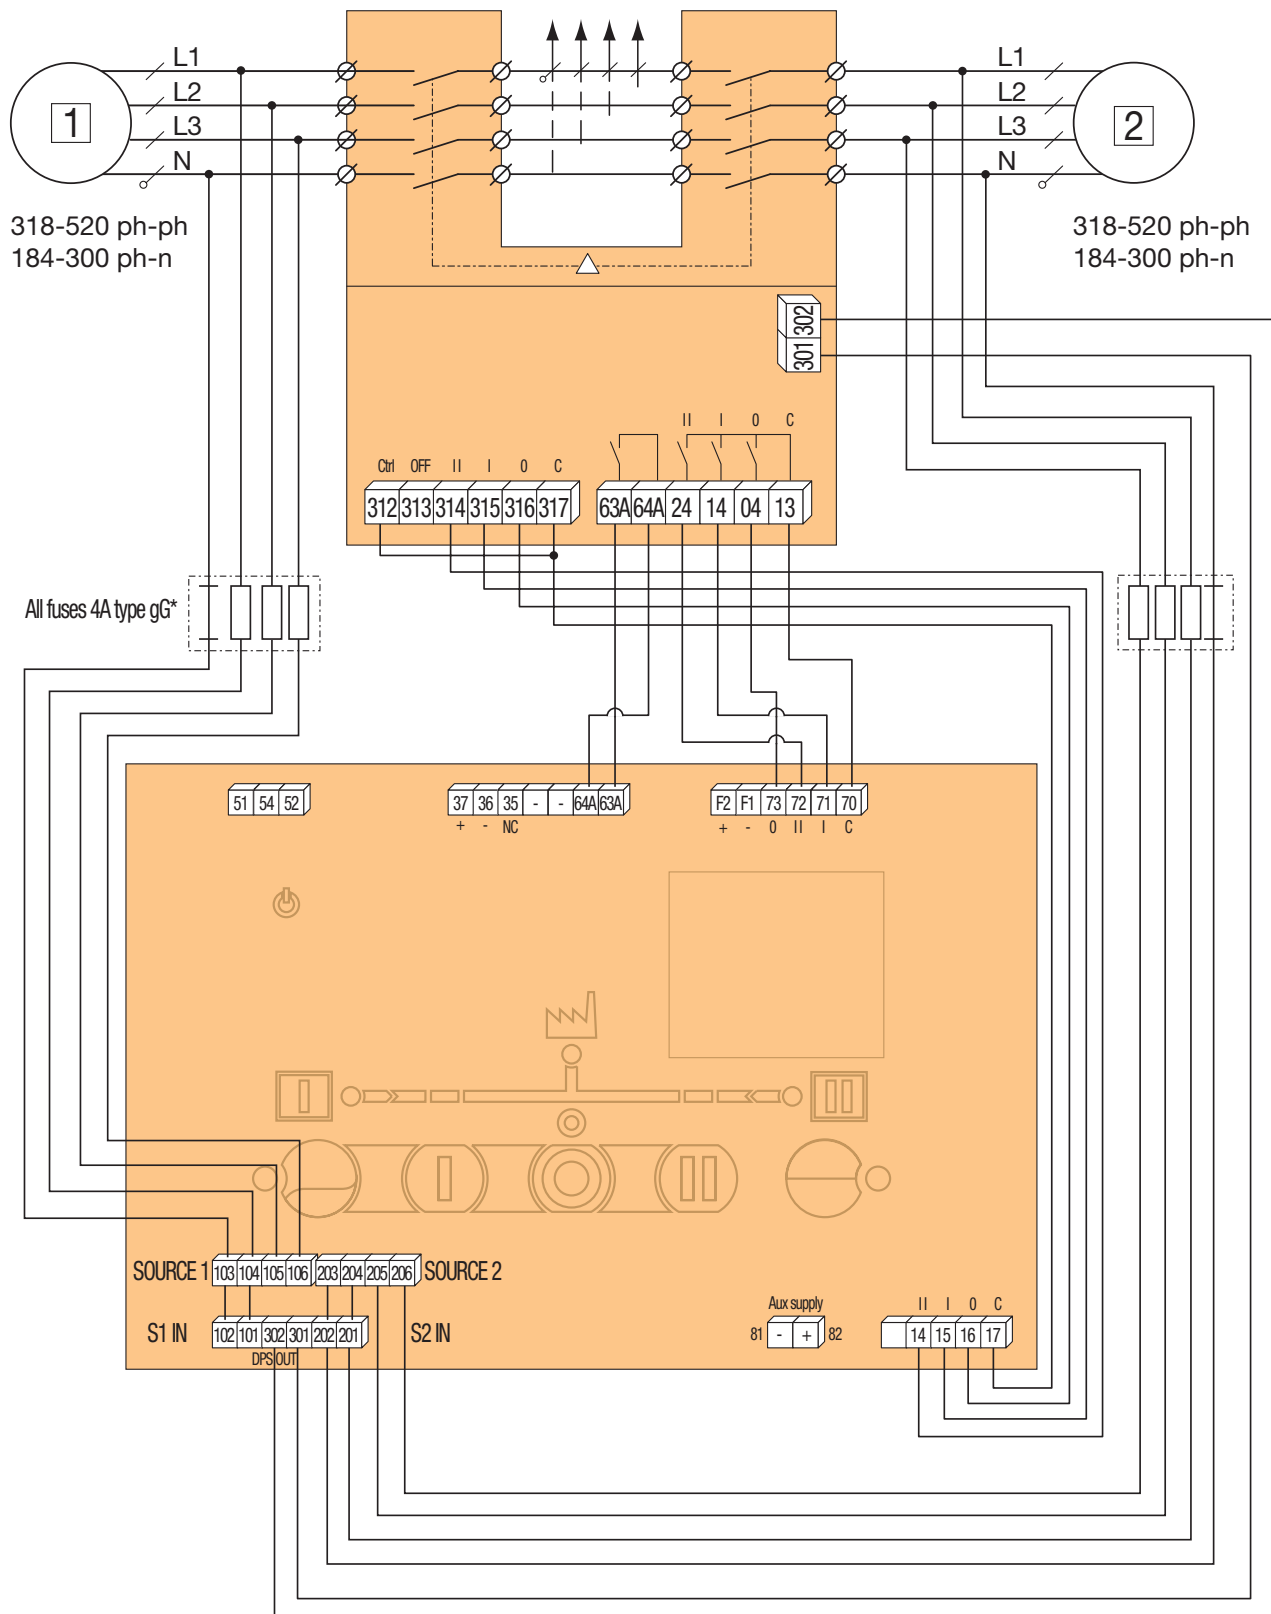 L1 L1
L2 L2
1 L3 L3 2
N N
318-520 ph-ph 318-520 ph-ph
184-300 ph-n 184-300 ph-n
302
301
II I 0 C
Ctrl OFF II I 0 C
312 313 314 315 316 317 63A 64A 24 14 04 13
All fuses 4A type gG*
51 54 52 37 36 35 - - 64A 63A F2 F1 73 72 71 70
+ - NC + - 0 II I C
SOURCE 1 103 104 105 106 203 204 205 206 SOURCE 2
Aux supply II I 0 C
S1 IN 102 101 302 301 202 201 S2 IN 81 - + 82 14 15 16 17
DPS OUT